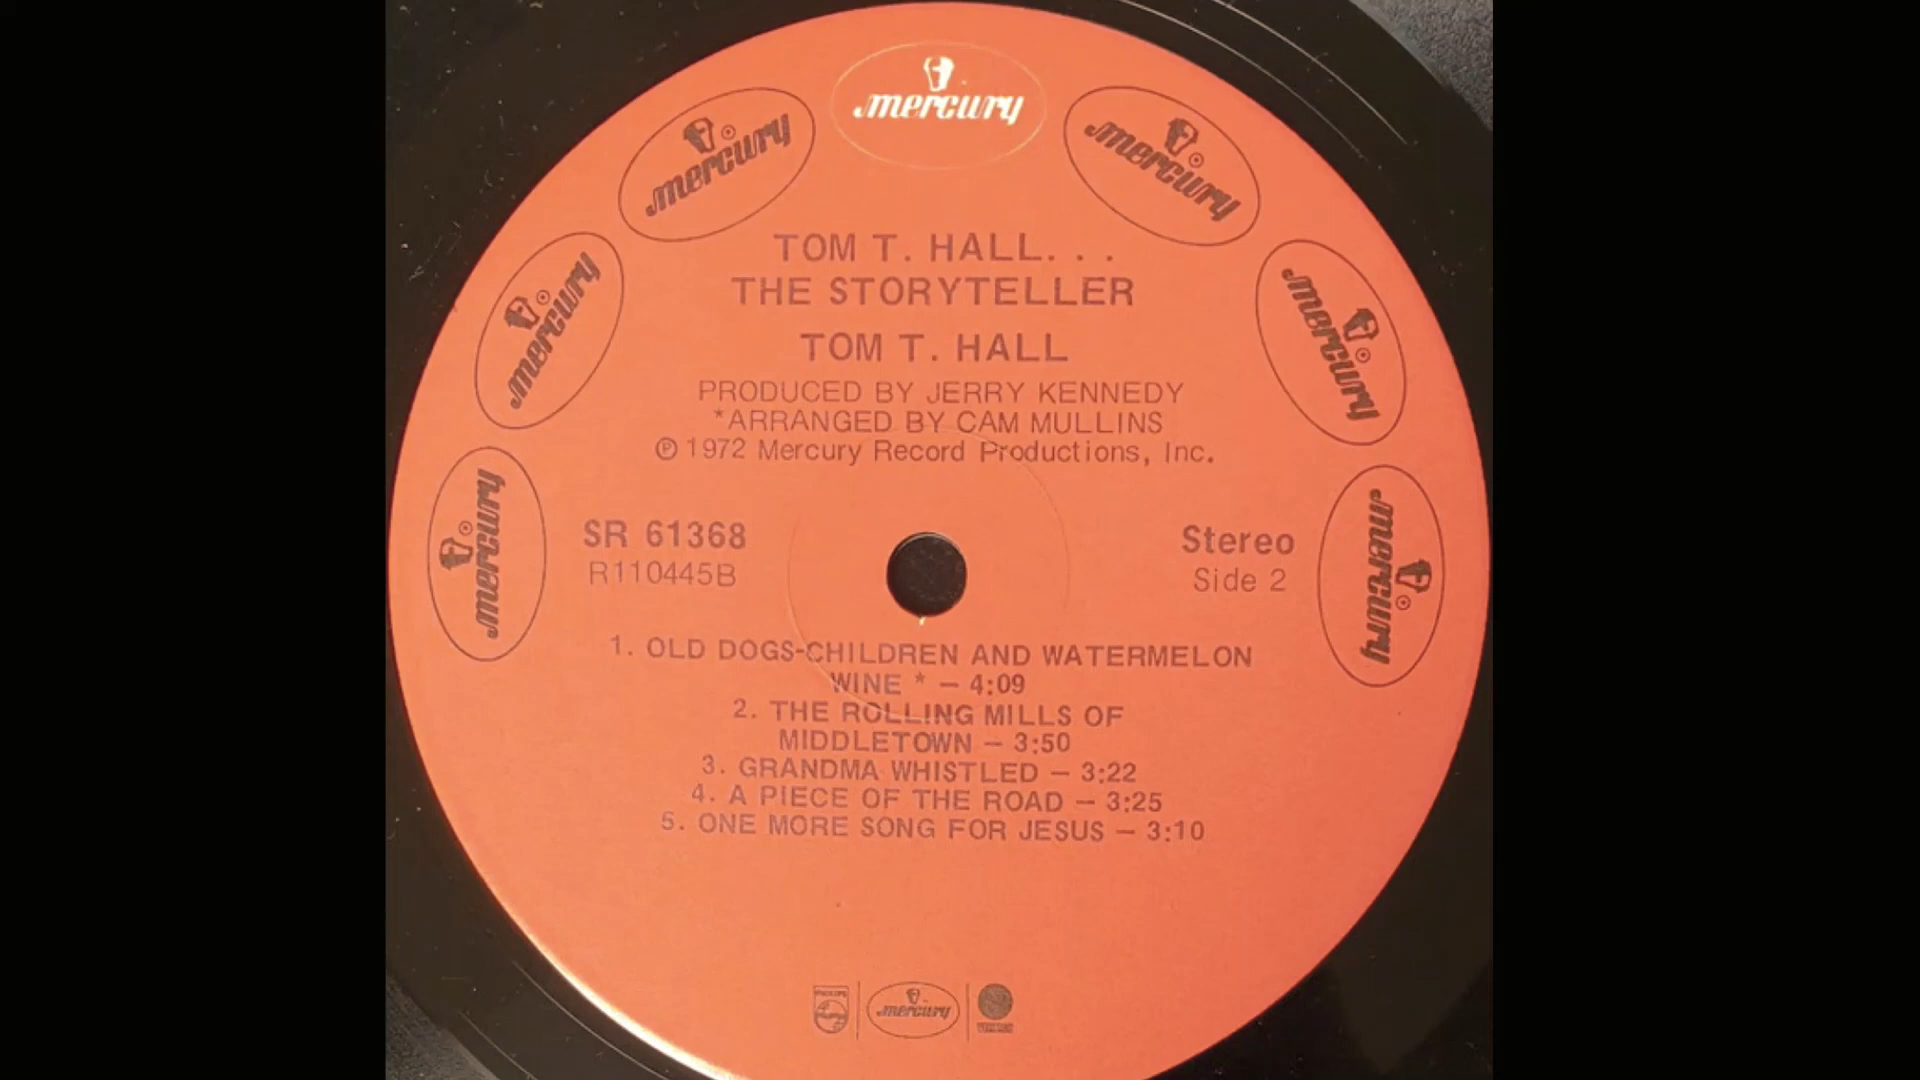 mercury
mercury
mercury
mercury
mercury
mercury
mercury
TOM T. HALL. . .
THE STORYTELLER
TOM T. HALL
PRODUCED BY JERRY KENNEDY
*ARRANGED BY CAM MULLINS
℗ 1972 Mercury Record Productions, Inc.
SR 61368
R110445B
Stereo
Side 2
1. OLD DOGS-CHILDREN AND WATERMELON
WINE * – 4:09
2. THE ROLLING MILLS OF
MIDDLETOWN – 3:50
3. GRANDMA WHISTLED – 3:22
4. A PIECE OF THE ROAD – 3:25
5. ONE MORE SONG FOR JESUS – 3:10
PHILIPS
mercury